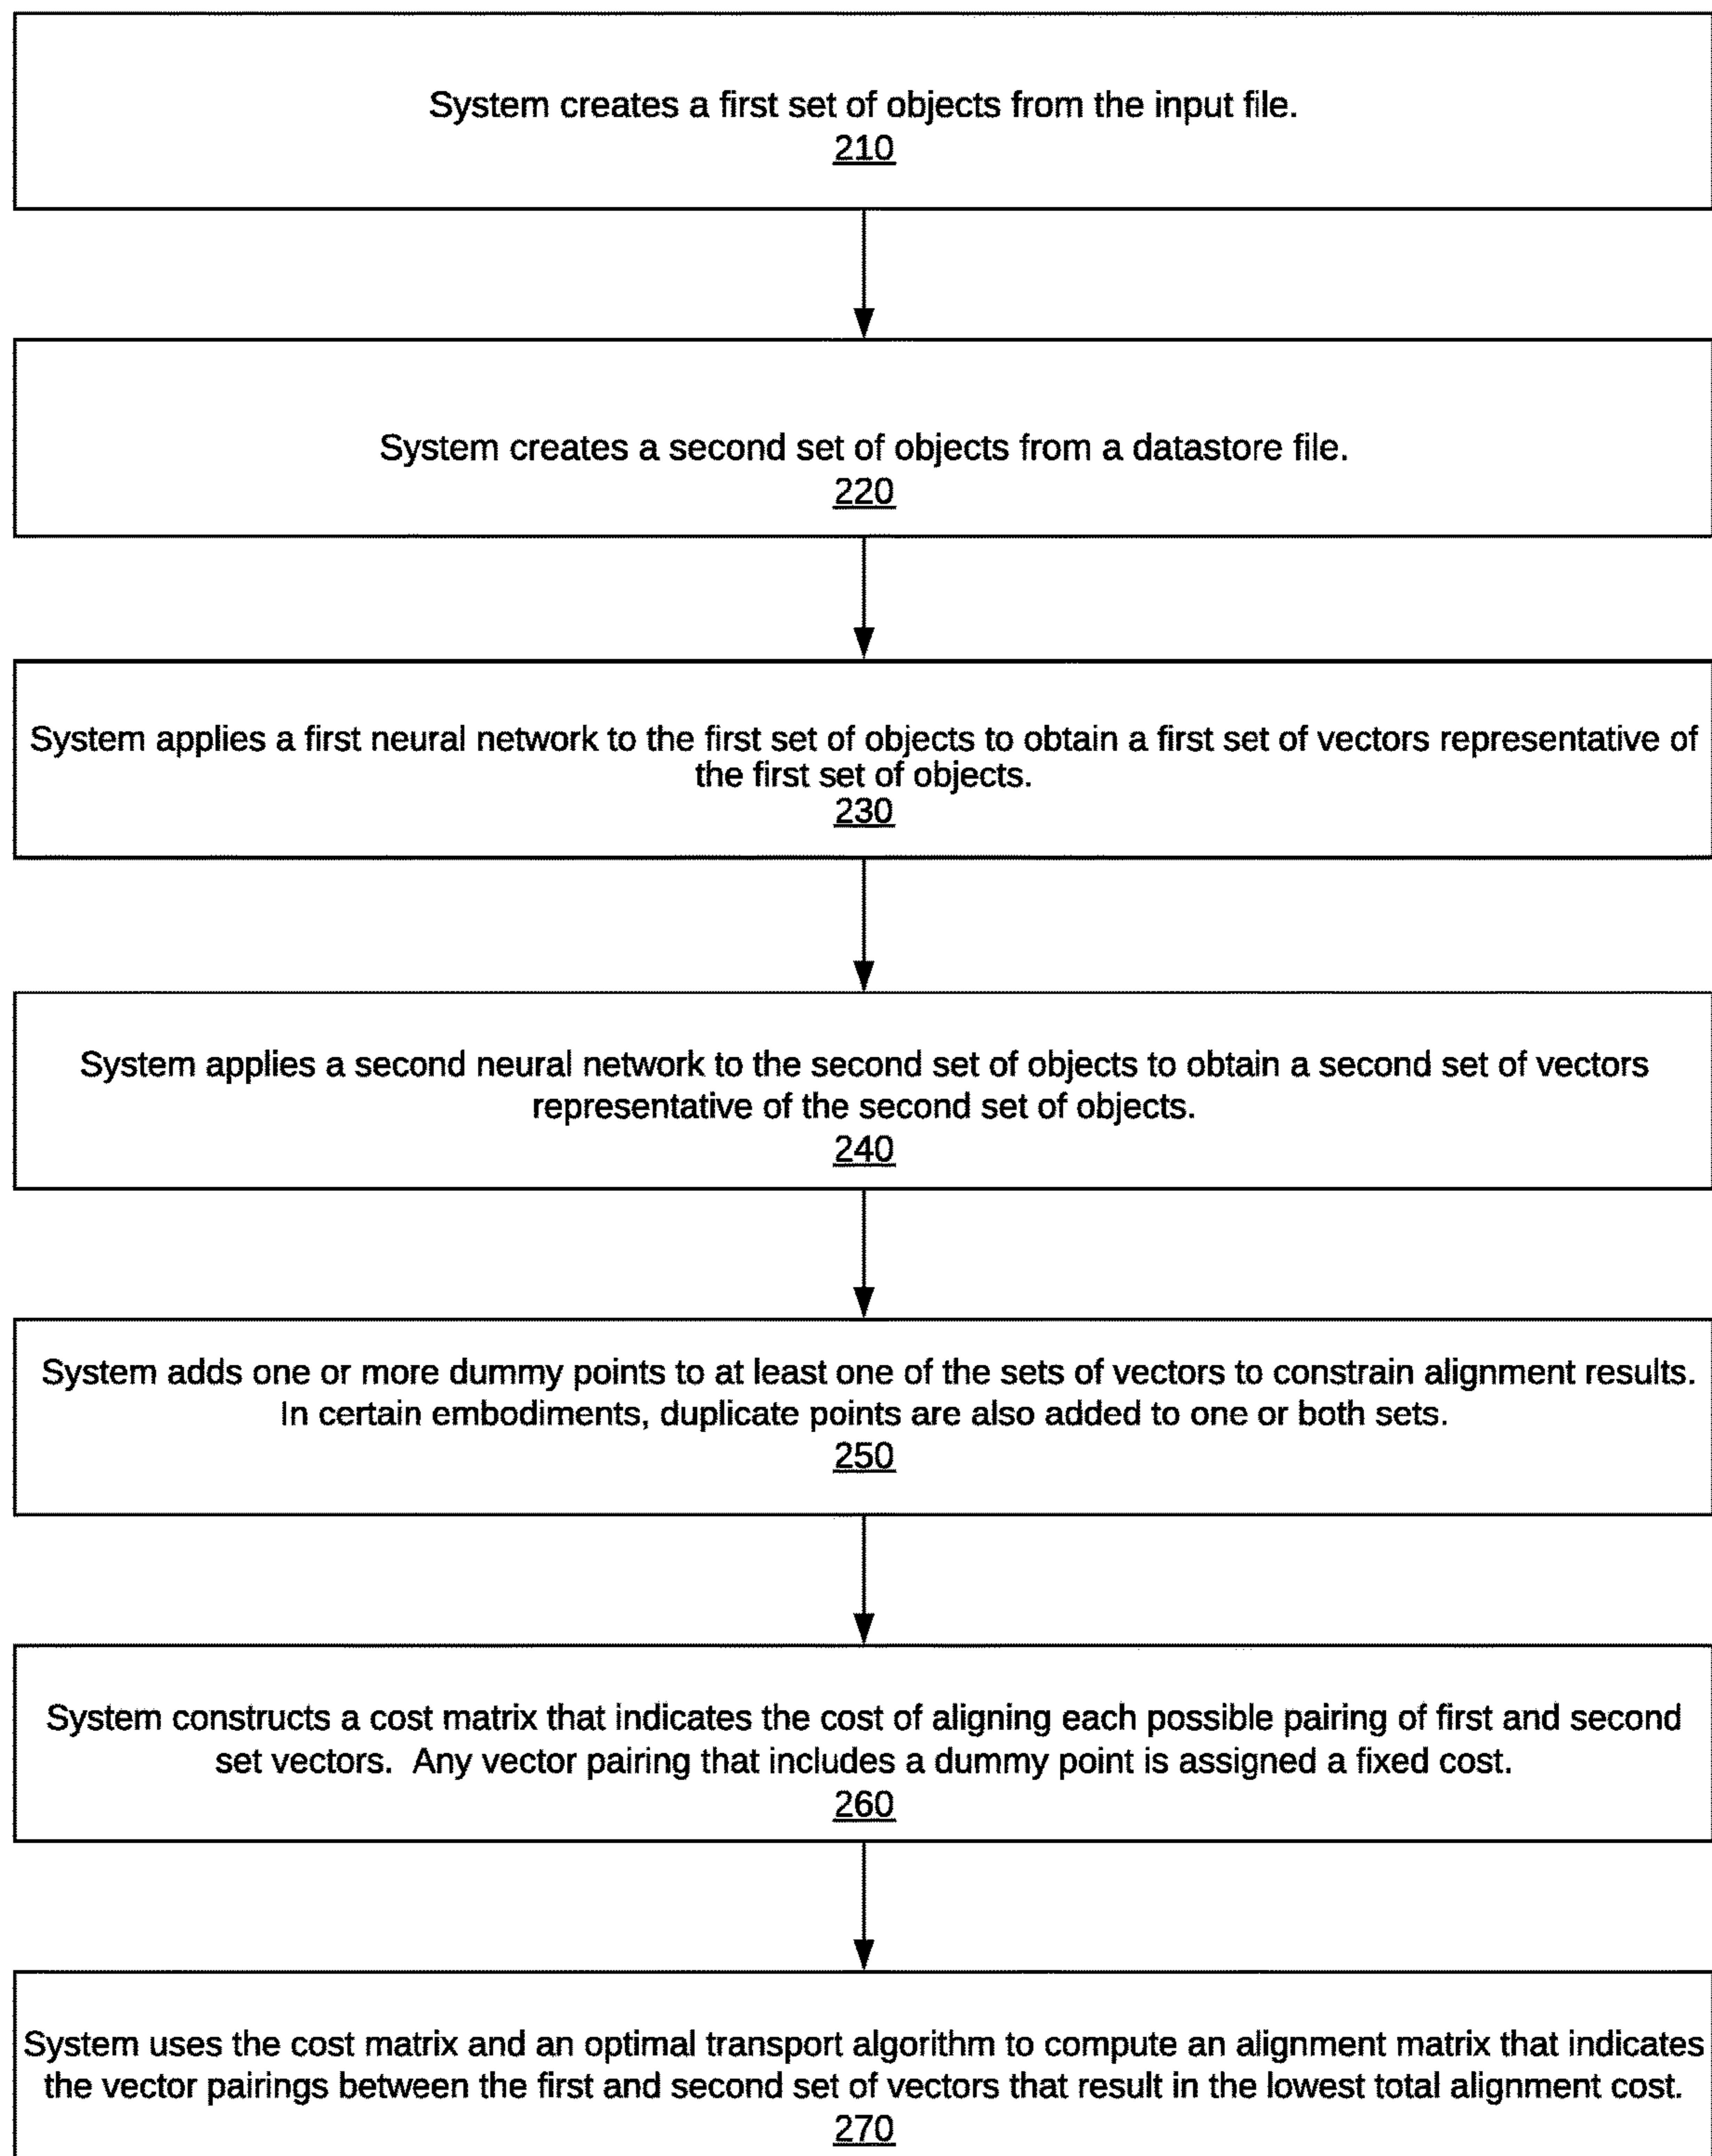 System creates a first set of objects from the input file.
210
System creates a second set of objects from a datastore file.
220
System applies a first neural network to the first set of objects to obtain a first set of vectors representative of
the first set of objects.
230
System applies a second neural network to the second set of objects to obtain a second set of vectors
representative of the second set of objects.
240
System adds one or more dummy points to at least one of the sets of vectors to constrain alignment results.
In certain embodiments, duplicate points are also added to one or both sets.
250
System constructs a cost matrix that indicates the cost of aligning each possible pairing of first and second
set vectors.  Any vector pairing that includes a dummy point is assigned a fixed cost.
260
System uses the cost matrix and an optimal transport algorithm to compute an alignment matrix that indicates
the vector pairings between the first and second set of vectors that result in the lowest total alignment cost.
270